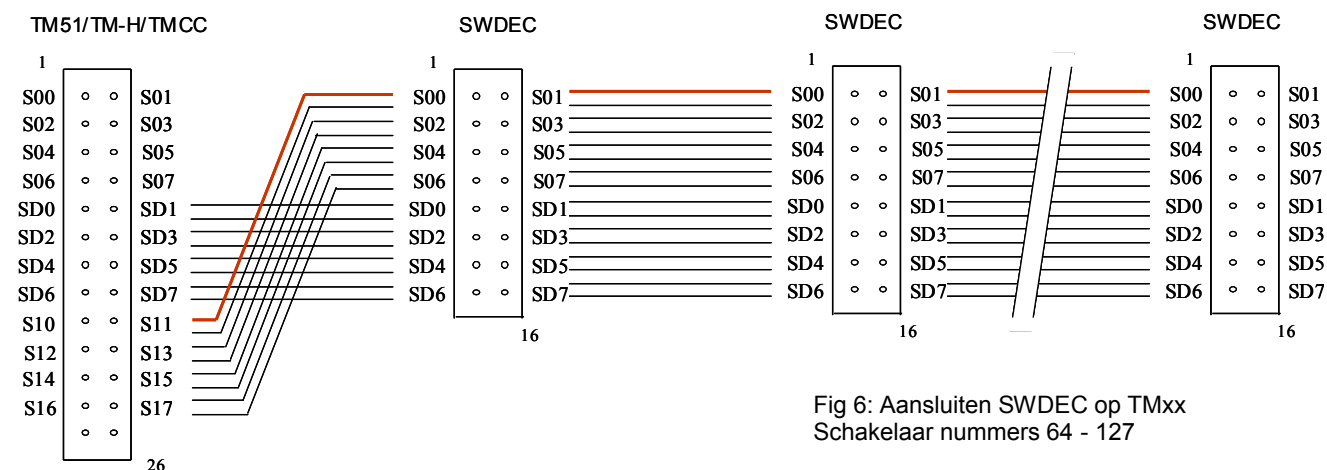 TM51/TM-H/TMCC SWDEC SWDEC SWDEC
1 1 1 1
S00 S01 S00 S01 S00 S01 S00 S01
S02 S03 S02 S03 S02 S03 S02 S03
S04 S05 S04 S05 S04 S05 S04 S05
S06 S07 S06 S07 S06 S07 S06 S07
SD0 SD1 SD0 SD1 SD0 SD1 SD0 SD1
SD2 SD3 SD2 SD3 SD2 SD3 SD2 SD3
SD4 SD5 SD4 SD5 SD4 SD5 SD4 SD5
SD6 SD7 SD6 SD7 SD6 SD7 SD6 SD7
S10 S11 16 16 16
S12 S13
S14 S15
S16 S17
26
Fig 6: Aansluiten SWDEC op TMxx
Schakelaar nummers 64 - 127